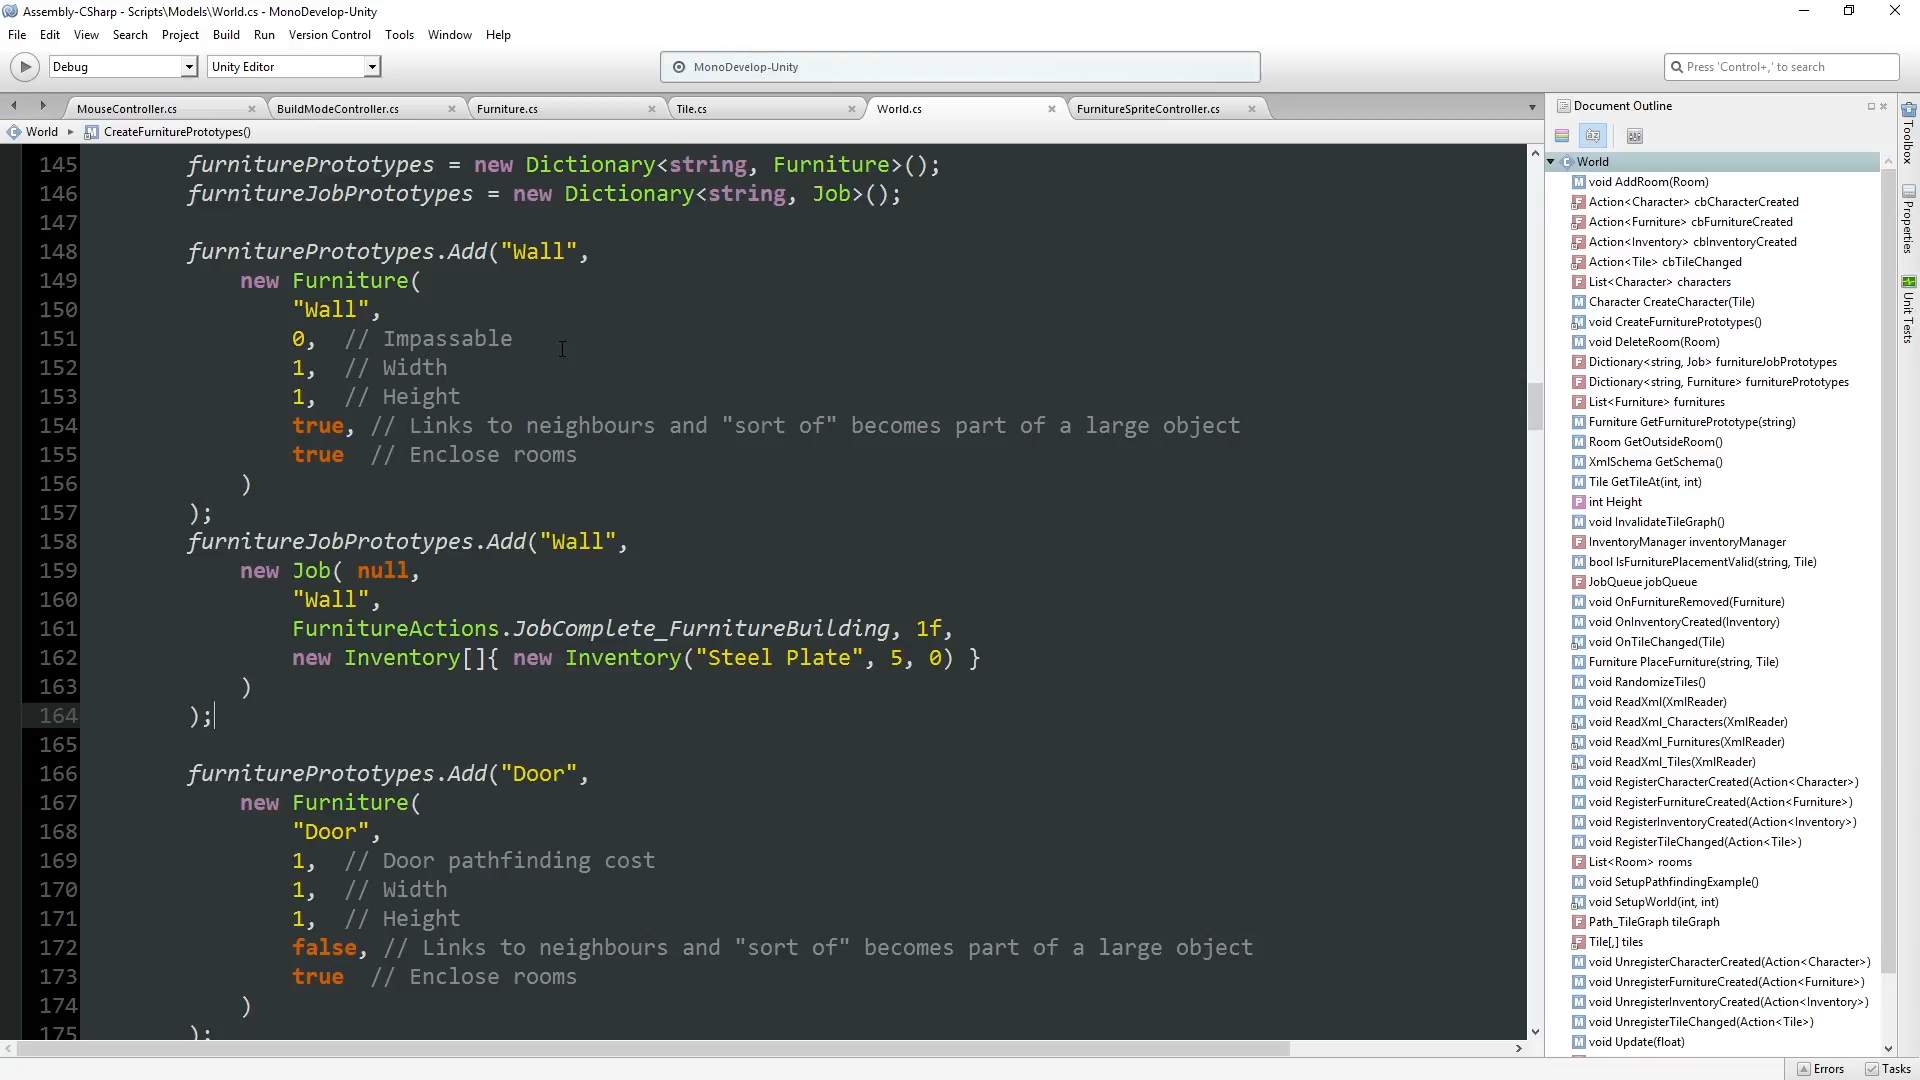 Assembly-CSharp - Scripts\Models\World.cs - MonoDevelop-Unity
File Edit View Search Project Build Run Version Control Tools Window Help
Debug Unity Editor MonoDevelop-Unity Press 'Control+,' to search
MouseController.cs BuildModeController.cs Furniture.cs Tile.cs World.cs FurnitureSpriteController.cs
World CreateFurniturePrototypes()
145 furniturePrototypes = new Dictionary<string, Furniture>();
146 furnitureJobPrototypes = new Dictionary<string, Job>();
147
148 furniturePrototypes.Add("Wall",
149 new Furniture(
150 "Wall",
151 0, // Impassable
152 1, // Width
153 1, // Height
154 true, // Links to neighbours and "sort of" becomes part of a large object
155 true // Enclose rooms
156 )
157 );
158 furnitureJobPrototypes.Add("Wall",
159 new Job( null,
160 "Wall",
161 FurnitureActions.JobComplete_FurnitureBuilding, 1f,
162 new Inventory[]{ new Inventory("Steel Plate", 5, 0) }
163 )
164 );
165
166 furniturePrototypes.Add("Door",
167 new Furniture(
168 "Door",
169 1, // Door pathfinding cost
170 1, // Width
171 1, // Height
172 false, // Links to neighbours and "sort of" becomes part of a large object
173 true // Enclose rooms
174 )
175 );
Document Outline
World
void AddRoom(Room)
Action<Character> cbCharacterCreated
Action<Furniture> cbFurnitureCreated
Action<Inventory> cbInventoryCreated
Action<Tile> cbTileChanged
List<Character> characters
Character CreateCharacter(Tile)
void CreateFurniturePrototypes()
void DeleteRoom(Room)
Dictionary<string, Job> furnitureJobPrototypes
Dictionary<string, Furniture> furniturePrototypes
List<Furniture> furnitures
Furniture GetFurniturePrototype(string)
Room GetOutsideRoom()
XmlSchema GetSchema()
Tile GetTileAt(int, int)
int Height
void InvalidateTileGraph()
InventoryManager inventoryManager
bool IsFurniturePlacementValid(string, Tile)
JobQueue jobQueue
void OnFurnitureRemoved(Furniture)
void OnInventoryCreated(Inventory)
void OnTileChanged(Tile)
Furniture PlaceFurniture(string, Tile)
void RandomizeTiles()
void ReadXml(XmlReader)
void ReadXml_Characters(XmlReader)
void ReadXml_Furnitures(XmlReader)
void ReadXml_Tiles(XmlReader)
void RegisterCharacterCreated(Action<Character>)
void RegisterFurnitureCreated(Action<Furniture>)
void RegisterInventoryCreated(Action<Inventory>)
void RegisterTileChanged(Action<Tile>)
List<Room> rooms
void SetupPathfindingExample()
void SetupWorld(int, int)
Path_TileGraph tileGraph
Tile[,] tiles
void UnregisterCharacterCreated(Action<Character>)
void UnregisterFurnitureCreated(Action<Furniture>)
void UnregisterInventoryCreated(Action<Inventory>)
void UnregisterTileChanged(Action<Tile>)
void Update(float)
Toolbox
Properties
Unit Tests
Errors Tasks